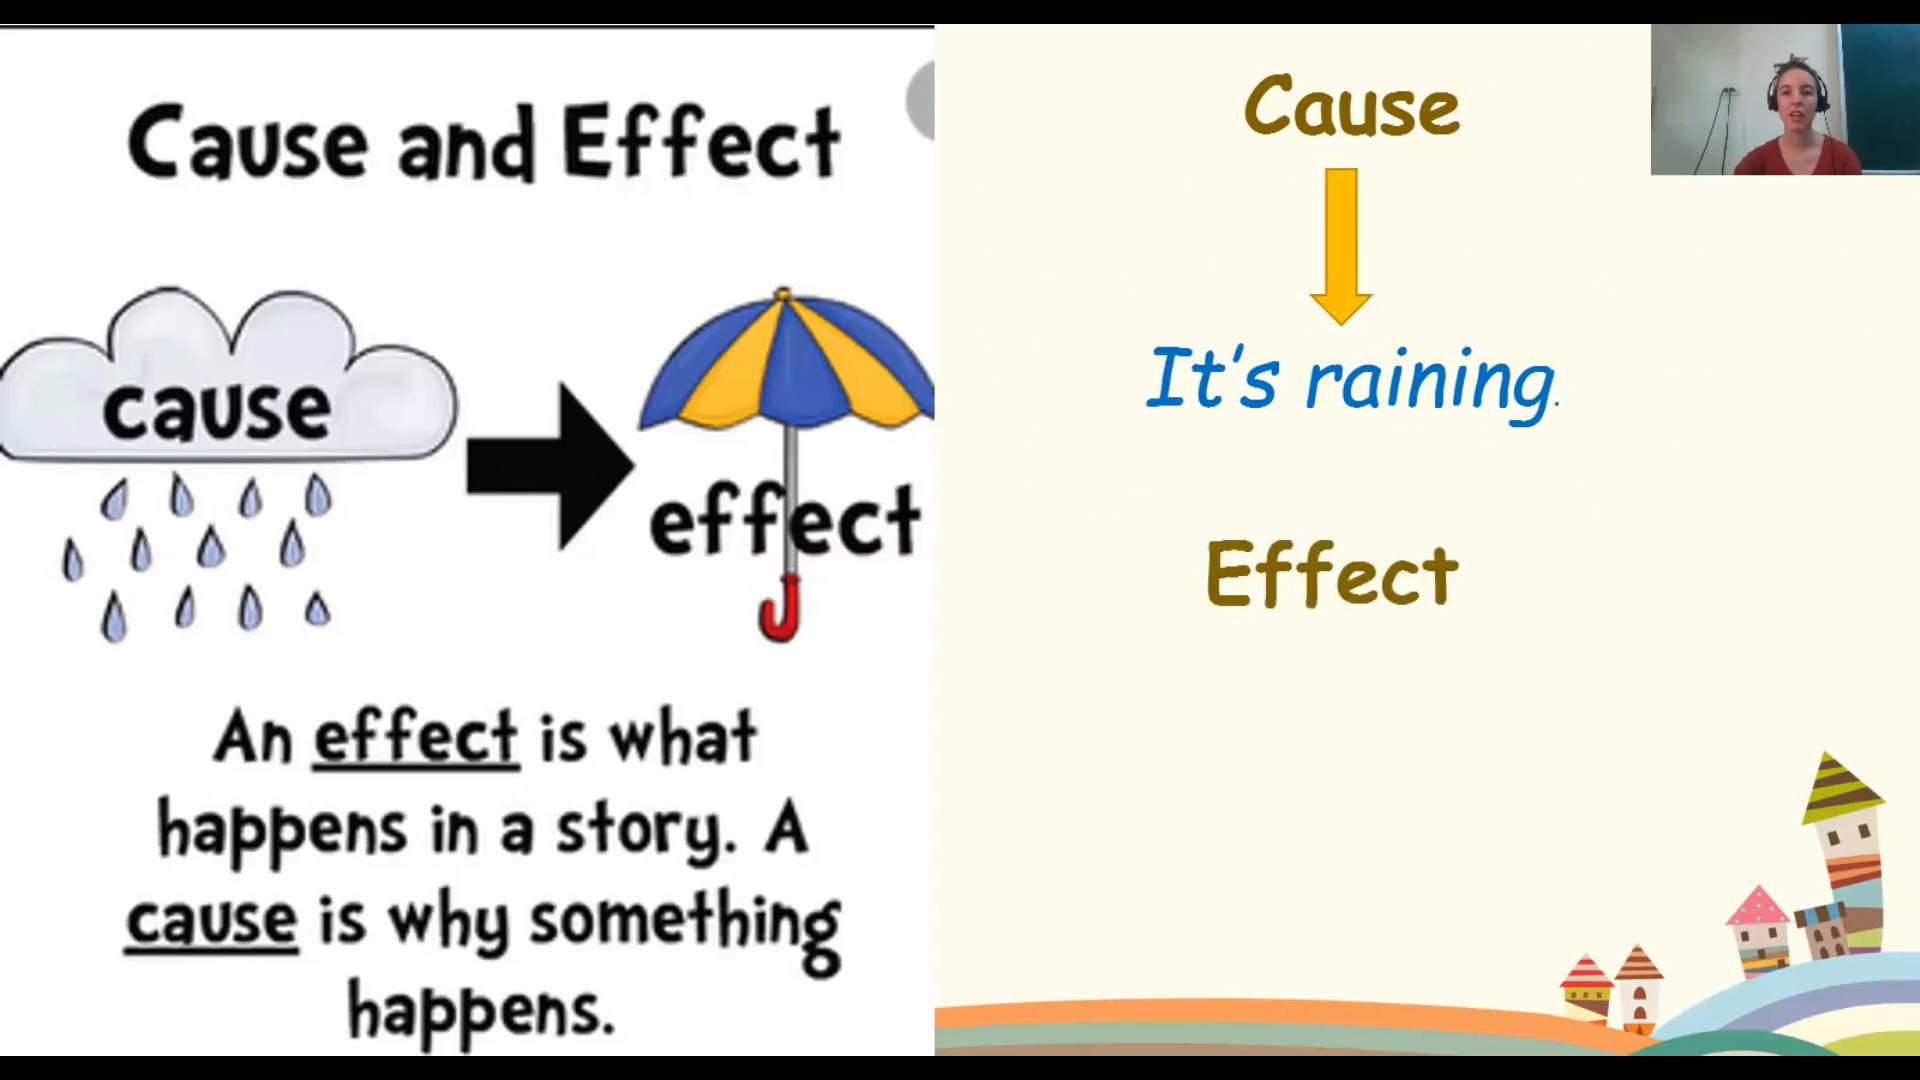 Cause and Effect
cause
effect
An effect is what
happens in a story. A
cause is why something
happens.
Cause
It's raining.
Effect